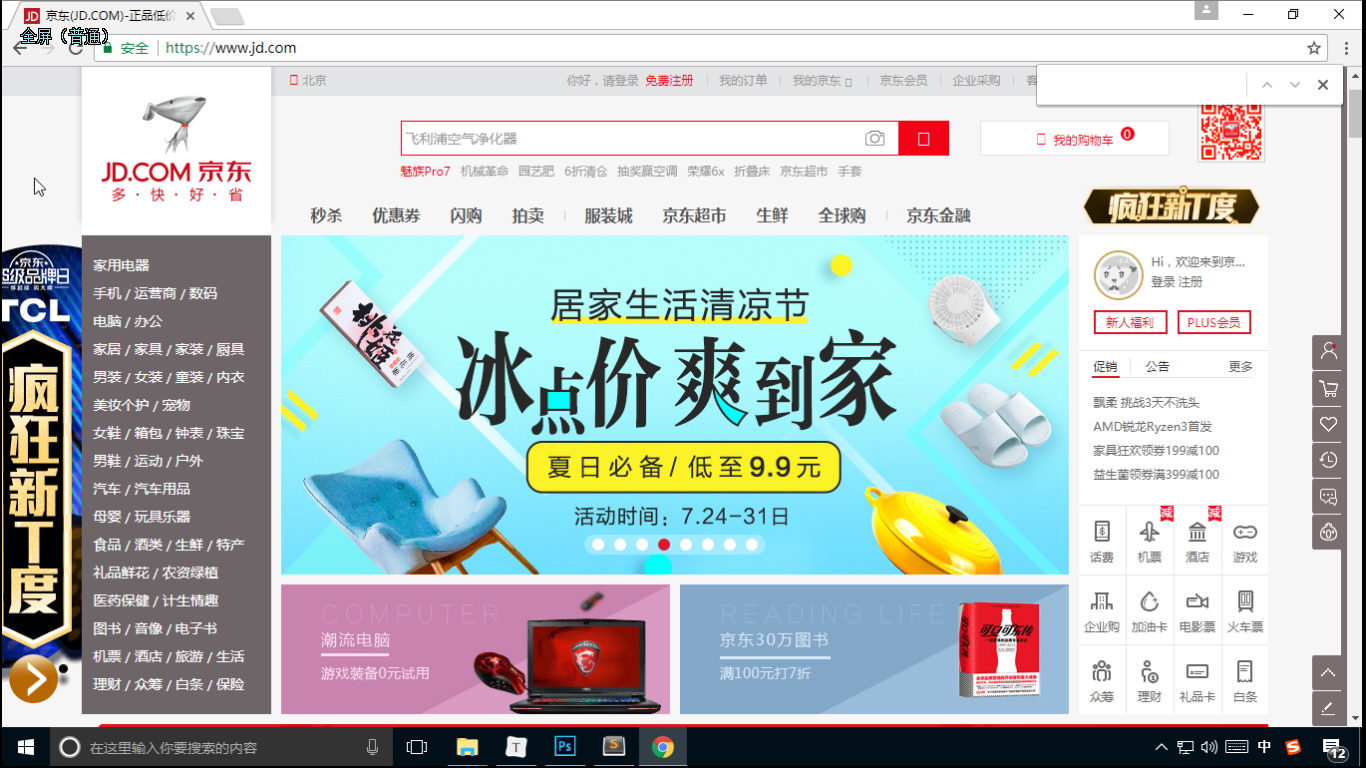 京东(JD.COM)-正品低价
全屏（普通）
安全 https://www.jd.com
北京
你好，请登录 免费注册 我的订单 我的京东 京东会员 企业采购
JD.COM 京东
多·快·好·省
飞利浦空气净化器
我的购物车 0
魅族Pro7 机械革命 园艺肥 6折清仓 抽奖赢空调 荣耀6x 折叠床 京东超市 手套
秒杀 优惠券 闪购 拍卖 服装城 京东超市 生鲜 全球购 京东金融
疯狂新丁度
京东
超级品牌日
TCL
疯狂新丁度
家用电器
手机 / 运营商 / 数码
电脑 / 办公
家居 / 家具 / 家装 / 厨具
男装 / 女装 / 童装 / 内衣
美妆个护 / 宠物
女鞋 / 箱包 / 钟表 / 珠宝
男鞋 / 运动 / 户外
汽车 / 汽车用品
母婴 / 玩具乐器
食品 / 酒类 / 生鲜 / 特产
礼品鲜花 / 农资绿植
医药保健 / 计生情趣
图书 / 音像 / 电子书
机票 / 酒店 / 旅游 / 生活
理财 / 众筹 / 白条 / 保险
居家生活清凉节
冰点价 爽到家
夏日必备/低至9.9元
活动时间：7.24-31日
COMPUTER
潮流电脑
游戏装备0元试用
READING LIFE
京东30万图书
满100元打7折
可口可乐传
Hi，欢迎来到京...
登录 注册
新人福利 PLUS会员
促销 公告 更多
飘柔 挑战3天不洗头
AMD锐龙Ryzen3首发
家具狂欢领券199减100
益生菌领券满399减100
减 减
话费 机票 酒店 游戏
企业购 加油卡 电影票 火车票
众筹 理财 礼品卡 白条
在这里输入你要搜索的内容
T
Ps
S
中
S
12